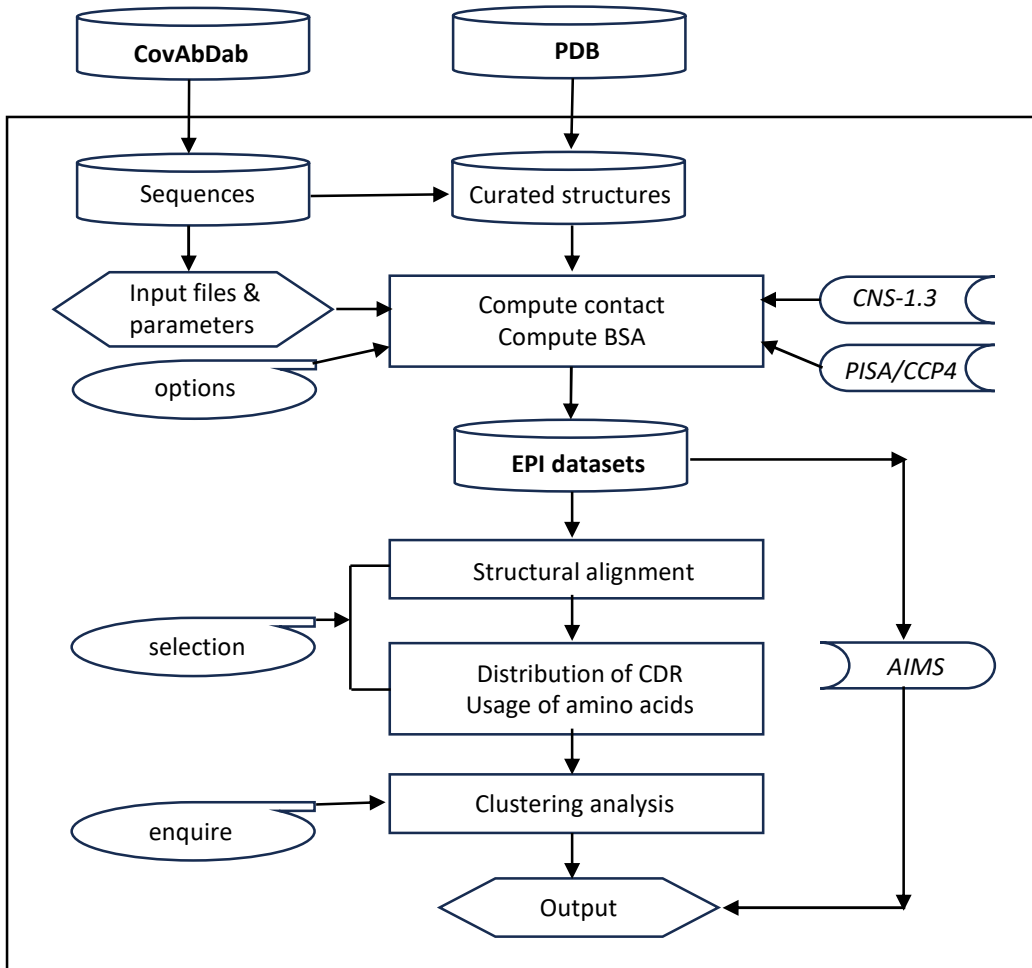 CovAbDab
PDB
Sequences
Curated structures
Input files &
parameters
Compute contact
Compute BSA
CNS-1.3
PISA/CCP4
options
EPI datasets
Structural alignment
selection
Distribution of CDR
Usage of amino acids
AIMS
Clustering analysis
enquire
Output